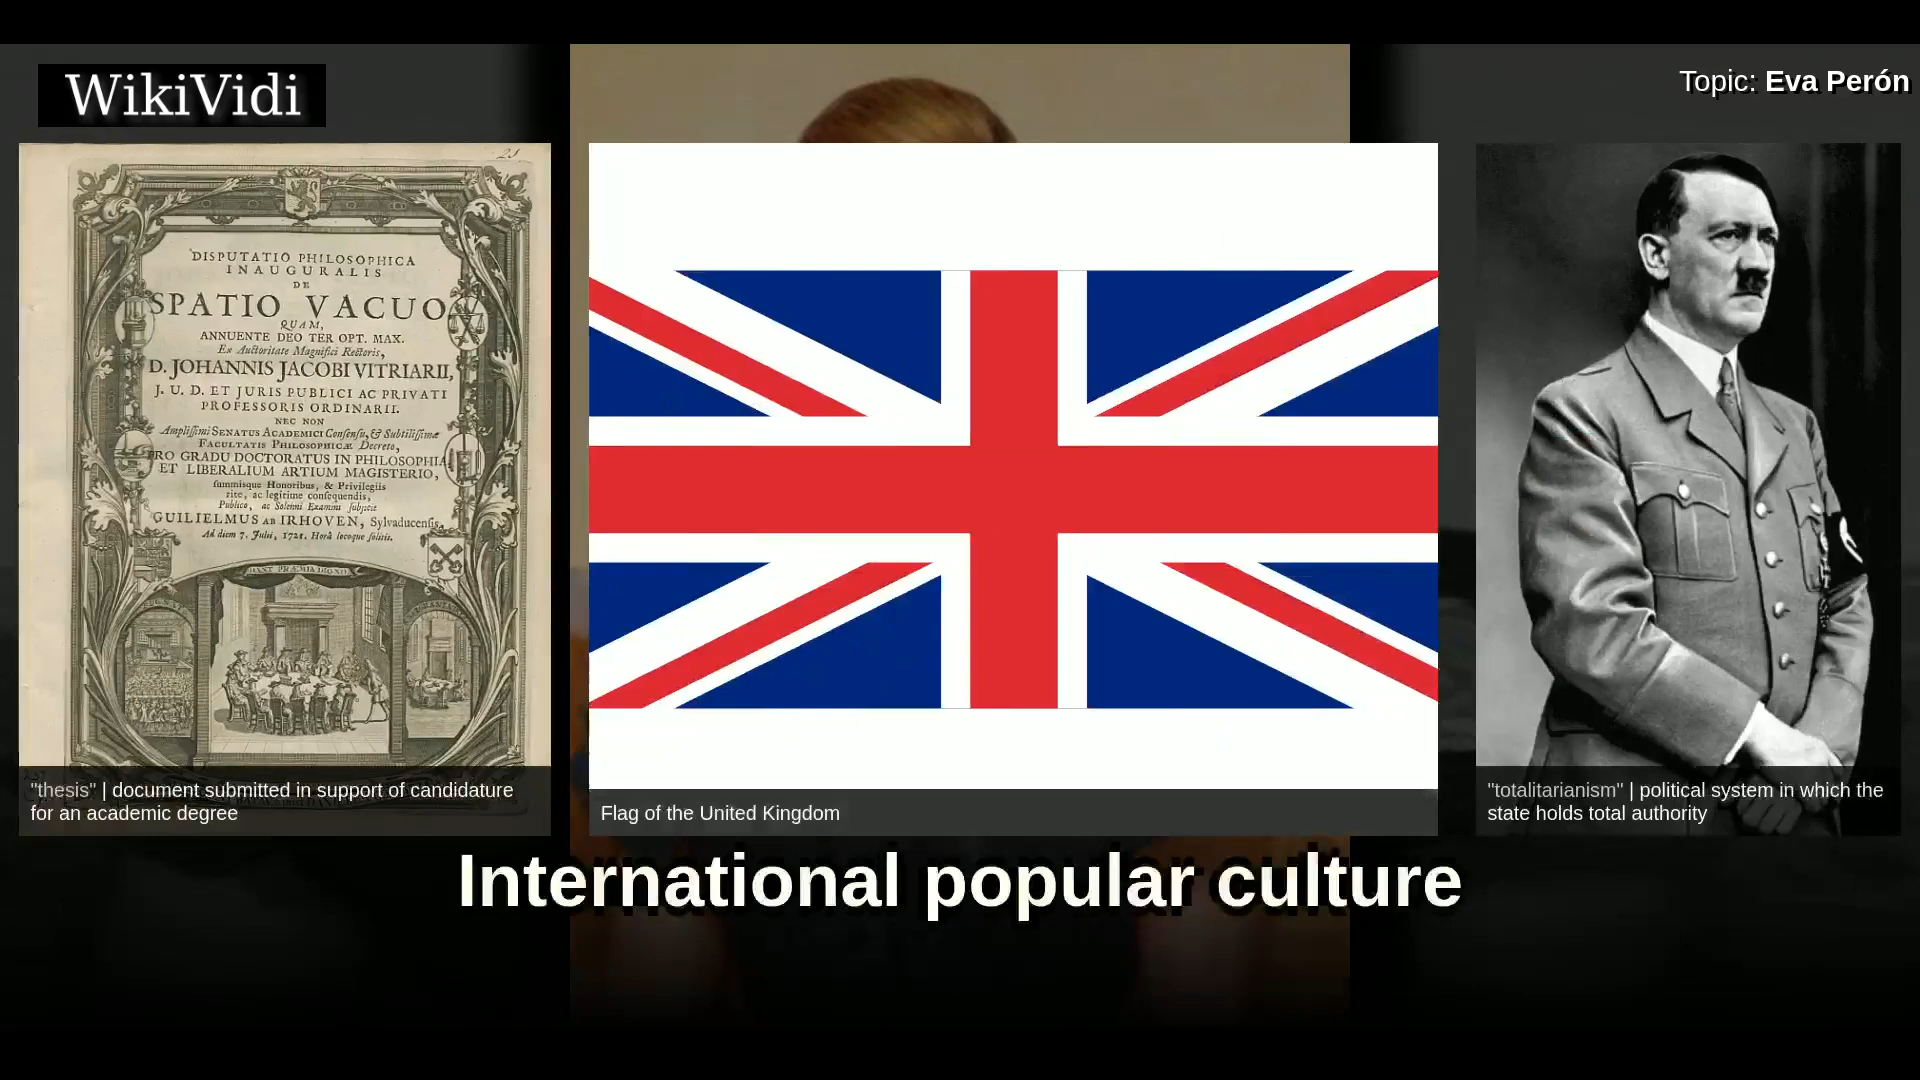 WikiVidi
Topic: Eva Perón
21
DISPUTATIO PHILOSOPHICA
INAUGURALIS
DE
SPATIO VACUO
QUAM,
ANNUENTE DEO TER OPT. MAX.
Ex Auctoritate Magnifici Rectoris,
D. JOHANNIS JACOBI VITRIARII,
J. U. D. ET JURIS PUBLICI AC PRIVATI
PROFESSORIS ORDINARII.
NEC NON
Amplissimi SENATUS ACADEMICI Consensu, & Subtilissimæ
FACULTATIS PHILOSOPHICÆ Decreto,
PRO GRADU DOCTORATUS IN PHILOSOPHIA
ET LIBERALIUM ARTIUM MAGISTERIO,
summisque Honoribus, & Privilegiis
rite, ac legitime consequendis,
Publico, ac Solenni Examini subjicit
GUILIELMUS AB IRHOVEN, Sylvaducensis.
Ad diem 7. Julii, 1721. Horâ locoque solitis.
"thesis" | document submitted in support of candidature
for an academic degree
Flag of the United Kingdom
"totalitarianism" | political system in which the
state holds total authority
International popular culture